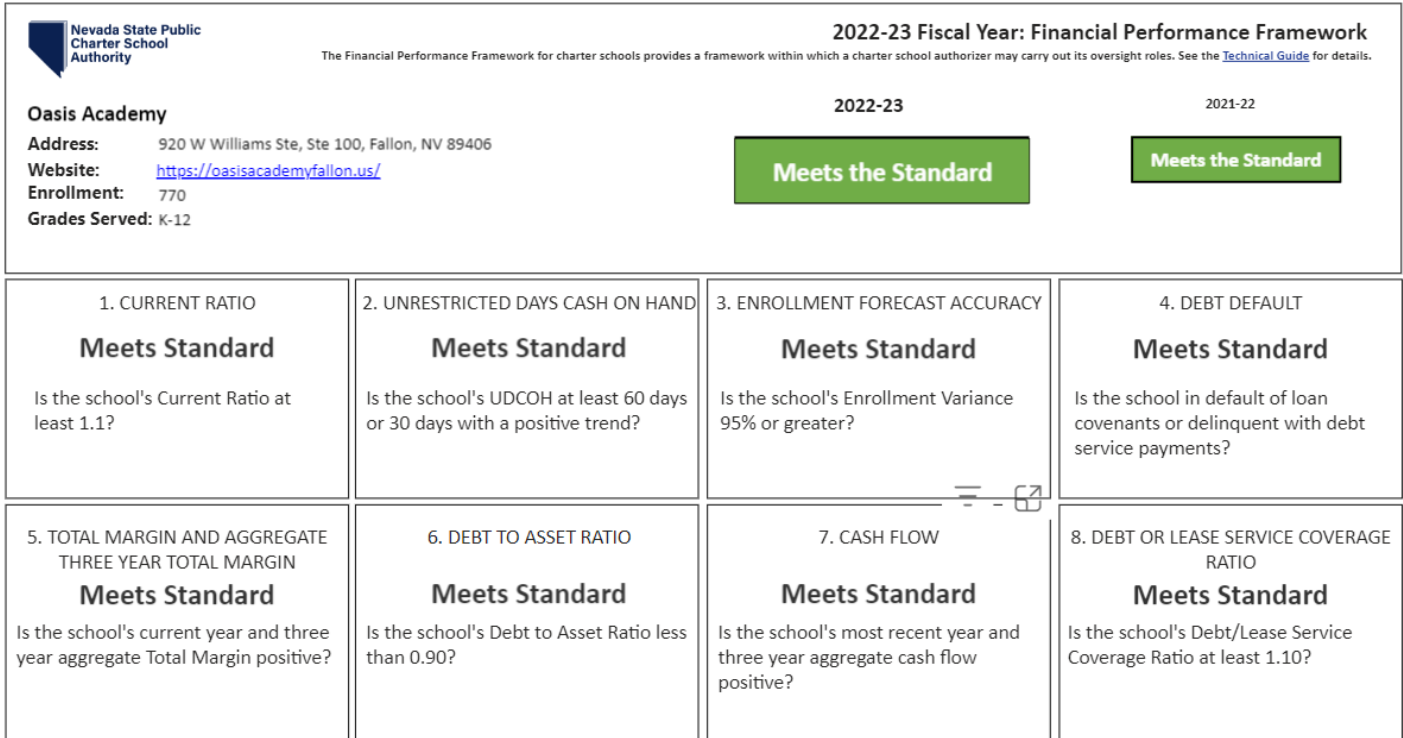 Nevada State Public
Charter School
Authority
2022-23 Fiscal Year: Financial Performance Framework
The Financial Performance Framework for charter schools provides a framework within which a charter school authorizer may carry out its oversight roles. See the Technical Guide for details.
Oasis Academy
Address: 920 W Williams Ste, Ste 100, Fallon, NV 89406
Website: https://oasisacademyfallon.us/
Enrollment: 770
Grades Served: K-12
2022-23
Meets the Standard
2021-22
Meets the Standard
1. CURRENT RATIO
Meets Standard
Is the school's Current Ratio at
least 1.1?
2. UNRESTRICTED DAYS CASH ON HAND
Meets Standard
Is the school's UDCOH at least 60 days
or 30 days with a positive trend?
3. ENROLLMENT FORECAST ACCURACY
Meets Standard
Is the school's Enrollment Variance
95% or greater?
4. DEBT DEFAULT
Meets Standard
Is the school in default of loan
covenants or delinquent with debt
service payments?
5. TOTAL MARGIN AND AGGREGATE
THREE YEAR TOTAL MARGIN
Meets Standard
Is the school's current year and three
year aggregate Total Margin positive?
6. DEBT TO ASSET RATIO
Meets Standard
Is the school's Debt to Asset Ratio less
than 0.90?
7. CASH FLOW
Meets Standard
Is the school's most recent year and
three year aggregate cash flow
positive?
8. DEBT OR LEASE SERVICE COVERAGE
RATIO
Meets Standard
Is the school's Debt/Lease Service
Coverage Ratio at least 1.10?